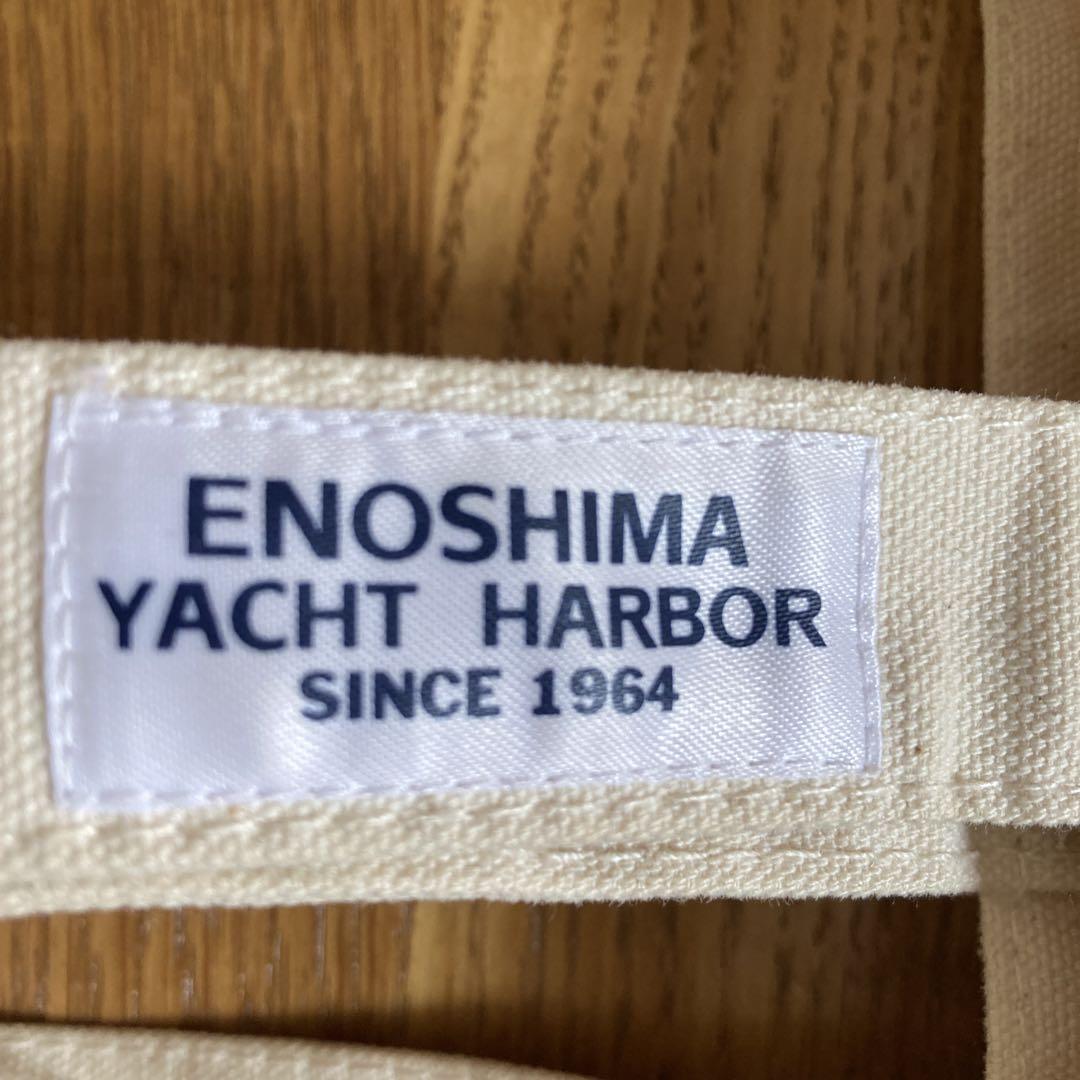 ENOSHIMA
YACHT HARBOR
SINCE 1964